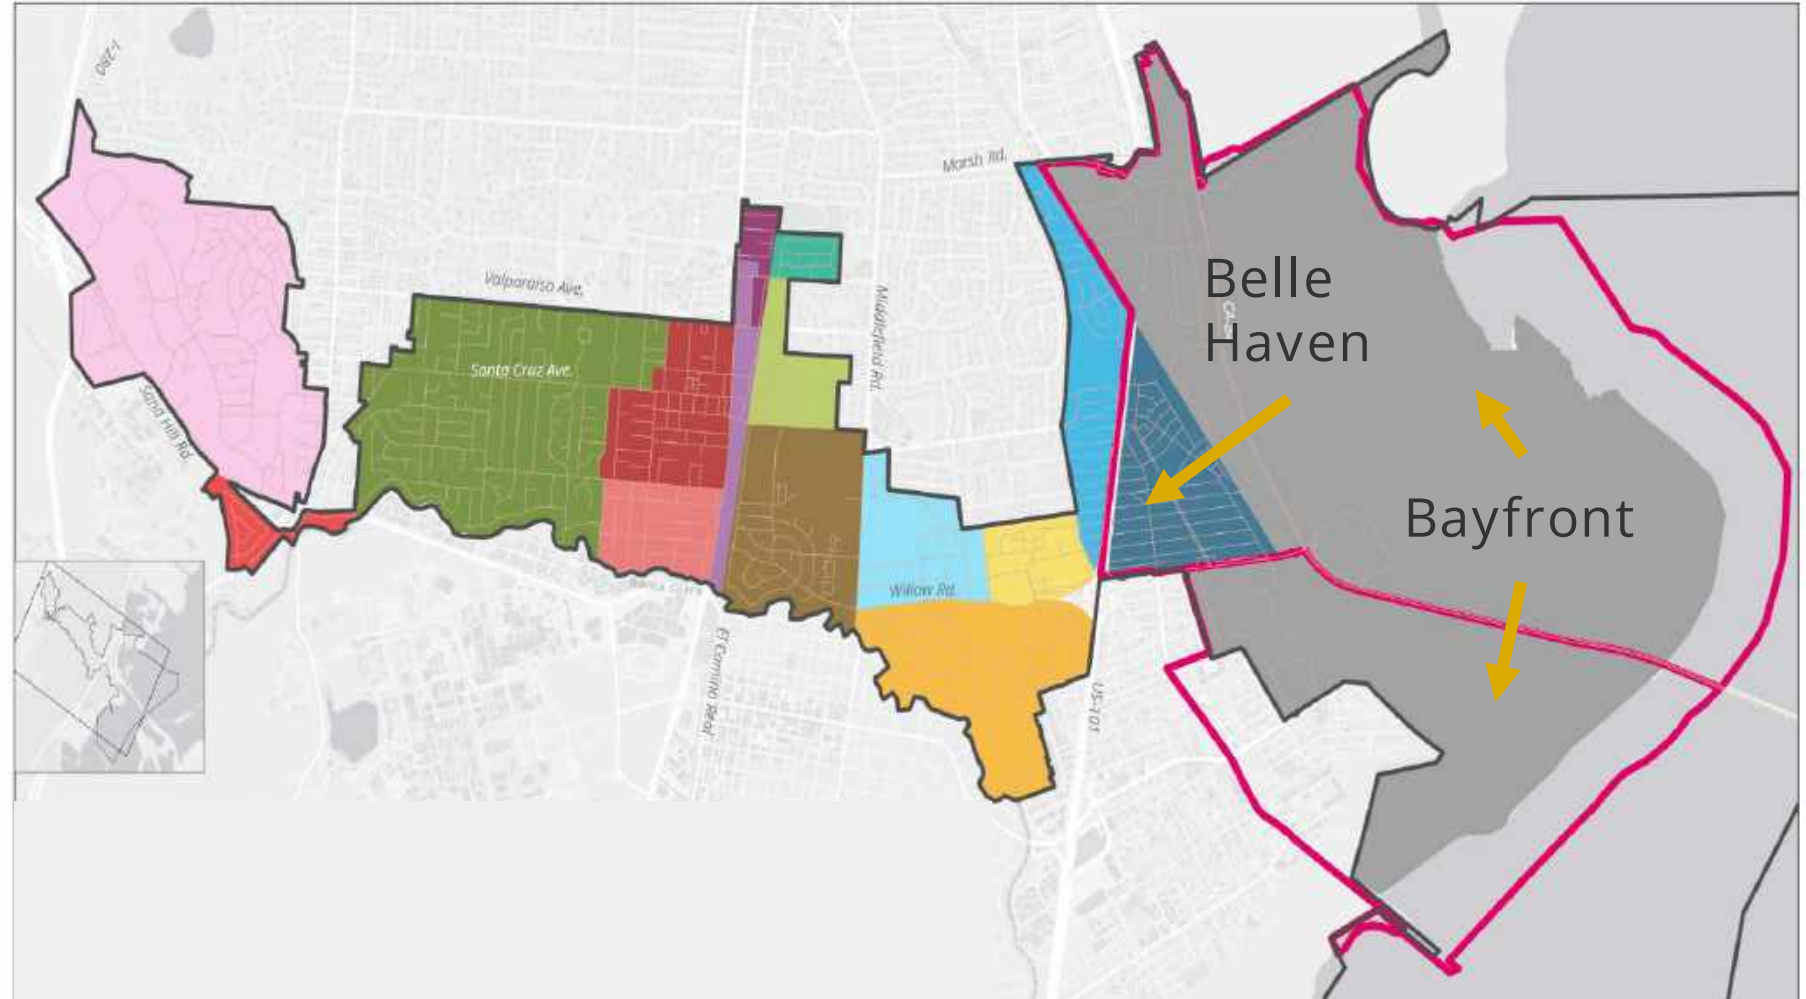 I-280
Marsh Rd.
Belle
Haven
Valparaiso Ave.
Middlefield Rd.
Santa Cruz Ave.
Sand Hill Rd.
Bayfront
Willow Rd.
El Camino Real
US-101